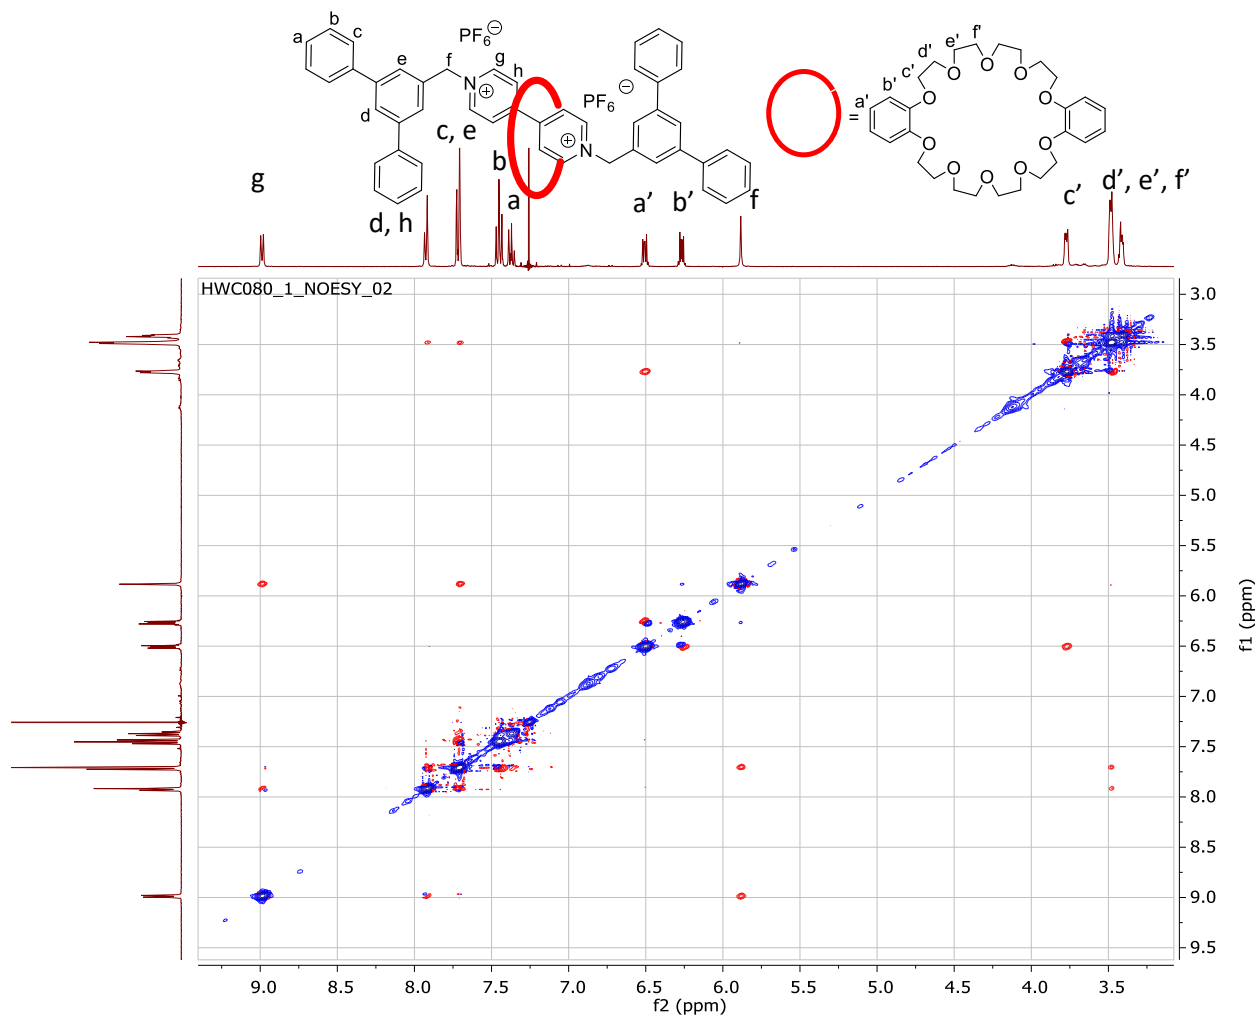 b
a
c
PF6⊖
e
f
g
h
N
+
d
PF6
⊖
+
N
=
a'
b'
c'
d'
e'
f'
O
O
O
O
O
O
O
O
O
O
g
d, h
c, e
b
a
a'
b'
f
c'
d', e', f'
HWC080_1_NOESY_02
3.0
3.5
4.0
4.5
5.0
5.5
6.0
6.5
7.0
7.5
8.0
8.5
9.0
9.5
f1 (ppm)
9.0 8.5 8.0 7.5 7.0 6.5 6.0 5.5 5.0 4.5 4.0 3.5
f2 (ppm)